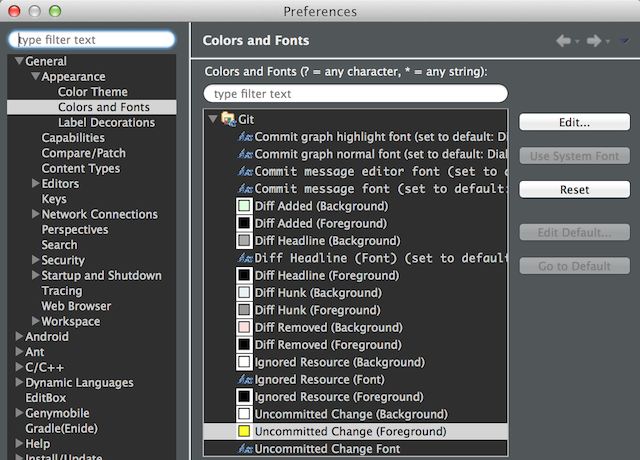 Preferences
type filter text
General
Appearance
Color Theme
Colors and Fonts
Label Decorations
Capabilities
Compare/Patch
Content Types
Editors
Keys
Network Connections
Perspectives
Search
Security
Startup and Shutdown
Tracing
Web Browser
Workspace
Android
Ant
C/C++
Dynamic Languages
EditBox
Genymobile
Gradle(Enide)
Help
Install/Update
Colors and Fonts
Colors and Fonts (? = any character, * = any string):
type filter text
Git
Commit graph highlight font (set to default: Di
Commit graph normal font (set to default: Dial
Commit message editor font (set to
Commit message font (set to default:
Diff Added (Background)
Diff Added (Foreground)
Diff Headline (Background)
Diff Headline (Font) (set to default
Diff Headline (Foreground)
Diff Hunk (Background)
Diff Hunk (Foreground)
Diff Removed (Background)
Diff Removed (Foreground)
Ignored Resource (Background)
Ignored Resource (Font)
Ignored Resource (Foreground)
Uncommitted Change (Background)
Uncommitted Change (Foreground)
Uncommitted Change Font
Edit...
Use System Font
Reset
Edit Default...
Go to Default